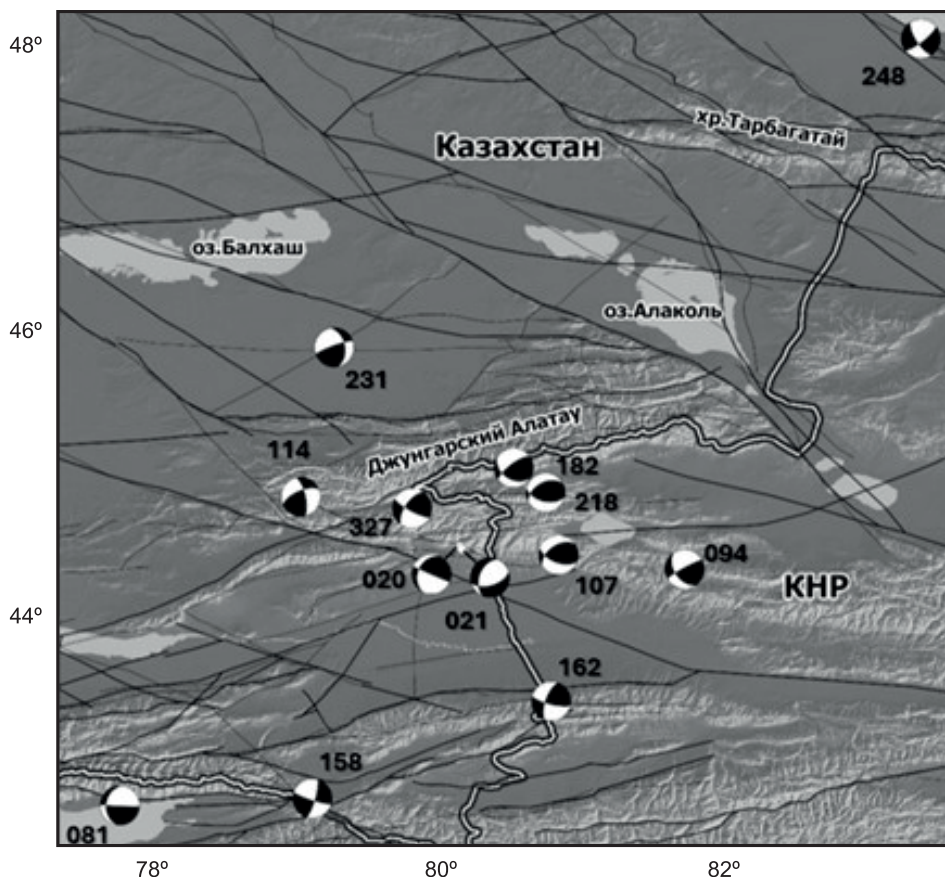 48º
248
хр.Тарбагатай
Казахстан
оз.Балхаш
оз.Алаколь
46º
231
Джунгарский Алатау
114
182
218
327
094
020
107
КНР
44º
021
162
158
081
78º
80º
82º